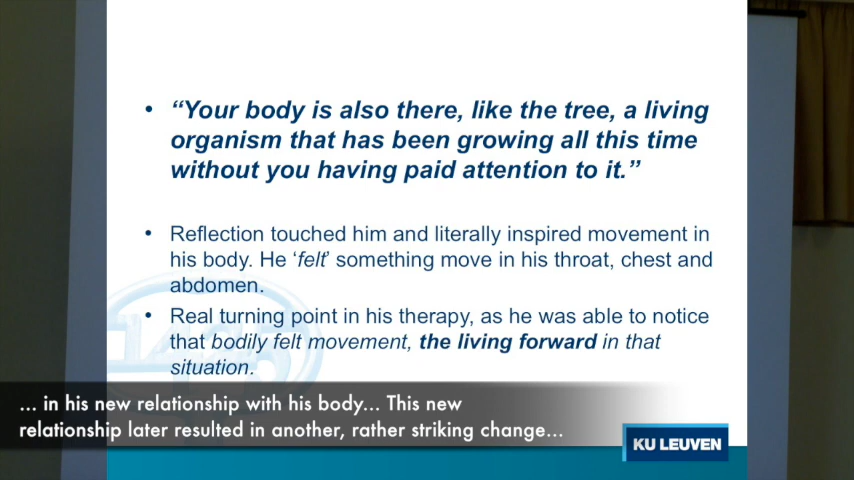 • “Your body is also there, like the tree, a living
organism that has been growing all this time
without you having paid attention to it.”
• Reflection touched him and literally inspired movement in
his body. He ‘felt’ something move in his throat, chest and
abdomen.
• Real turning point in his therapy, as he was able to notice
that bodily felt movement, the living forward in that
situation.
... in his new relationship with his body... This new
relationship later resulted in another, rather striking change...
KU LEUVEN